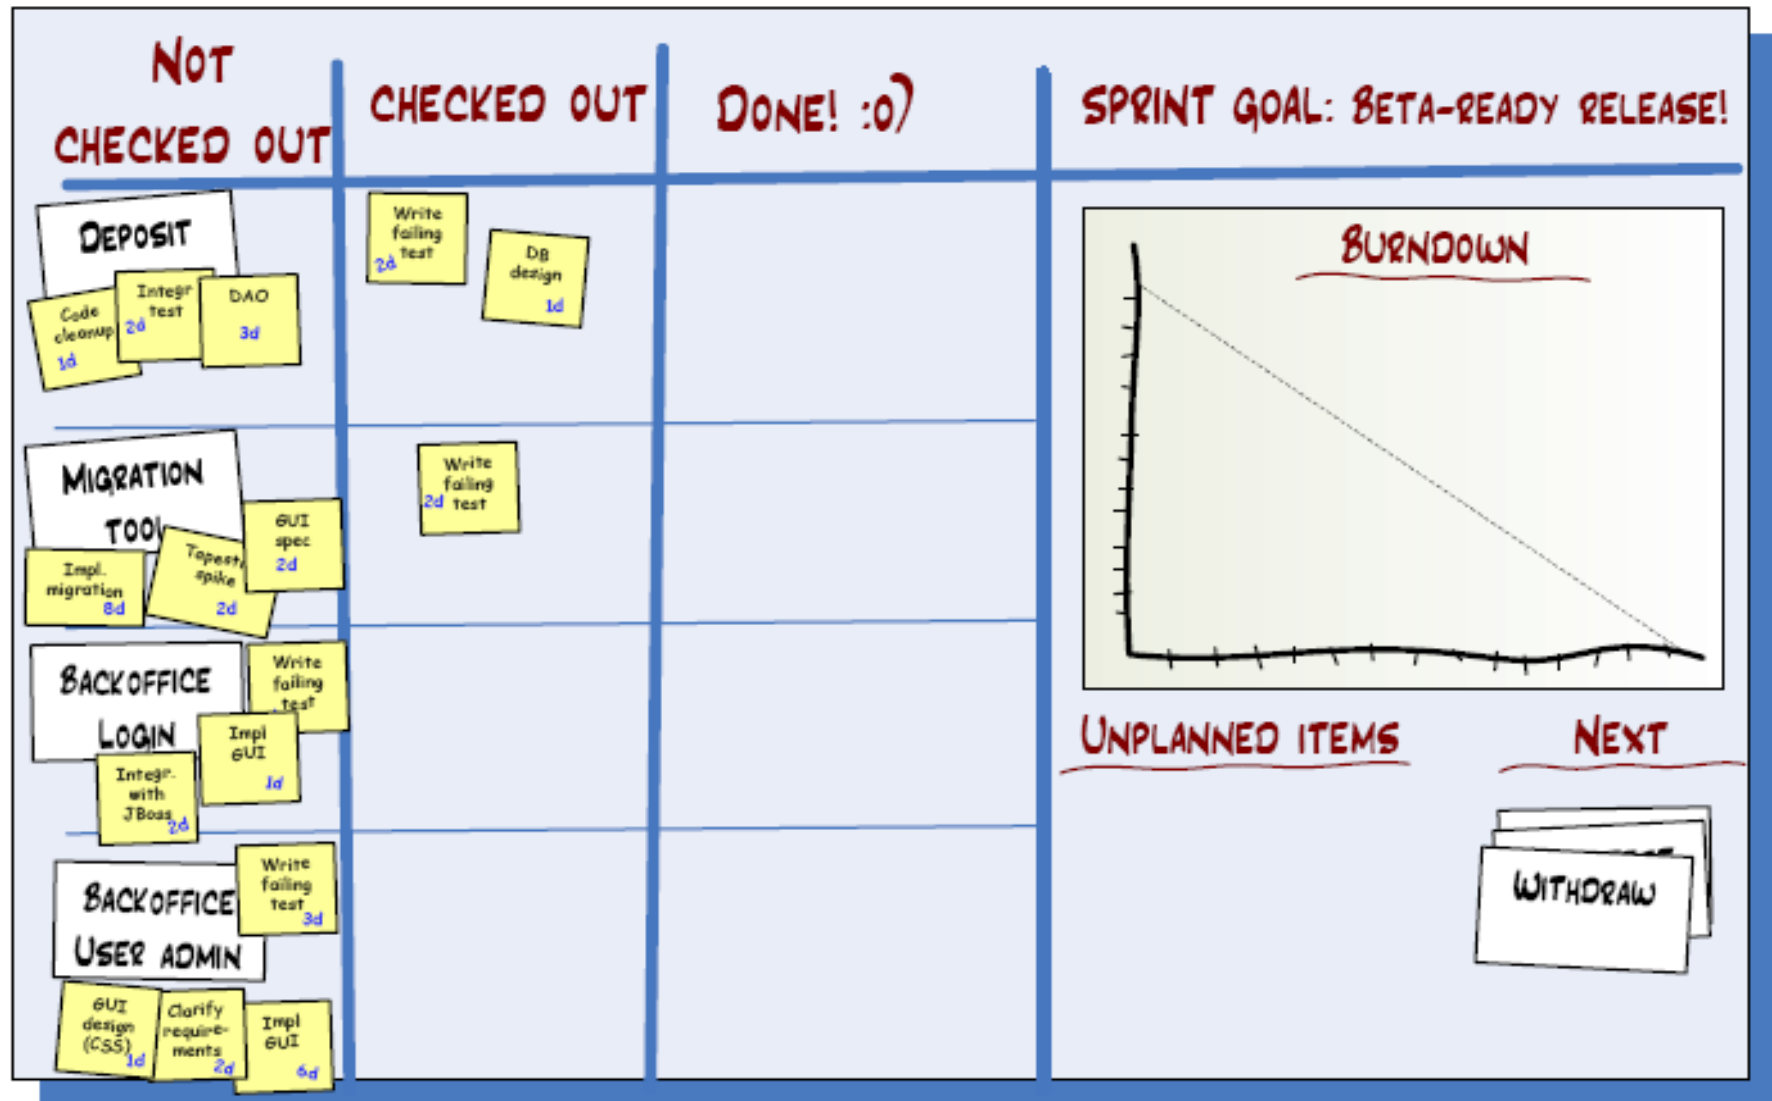 NOT
CHECKED OUT
CHECKED OUT
DONE! :o)
SPRINT GOAL: BETA-READY RELEASE!
DEPOSIT
Code
cleanup
1d
Integr
test
2d
DAO
3d
Write
failing
test
2d
DB
design
1d
MIGRATION
TOOL
Impl.
migration
8d
spike
2d
GUI
spec
2d
Write
failing
test
2d
BACKOFFICE
LOGIN
Write
failing
test
Impl
GUI
1d
Integr.
with
JBoss
2d
BACKOFFICE
USER ADMIN
Write
failing
test
3d
GUI
design
(CSS)
1d
Clarify
require-
ments
2d
Impl
GUI
6d
BURNDOWN
UNPLANNED ITEMS
NEXT
WITHDRAW